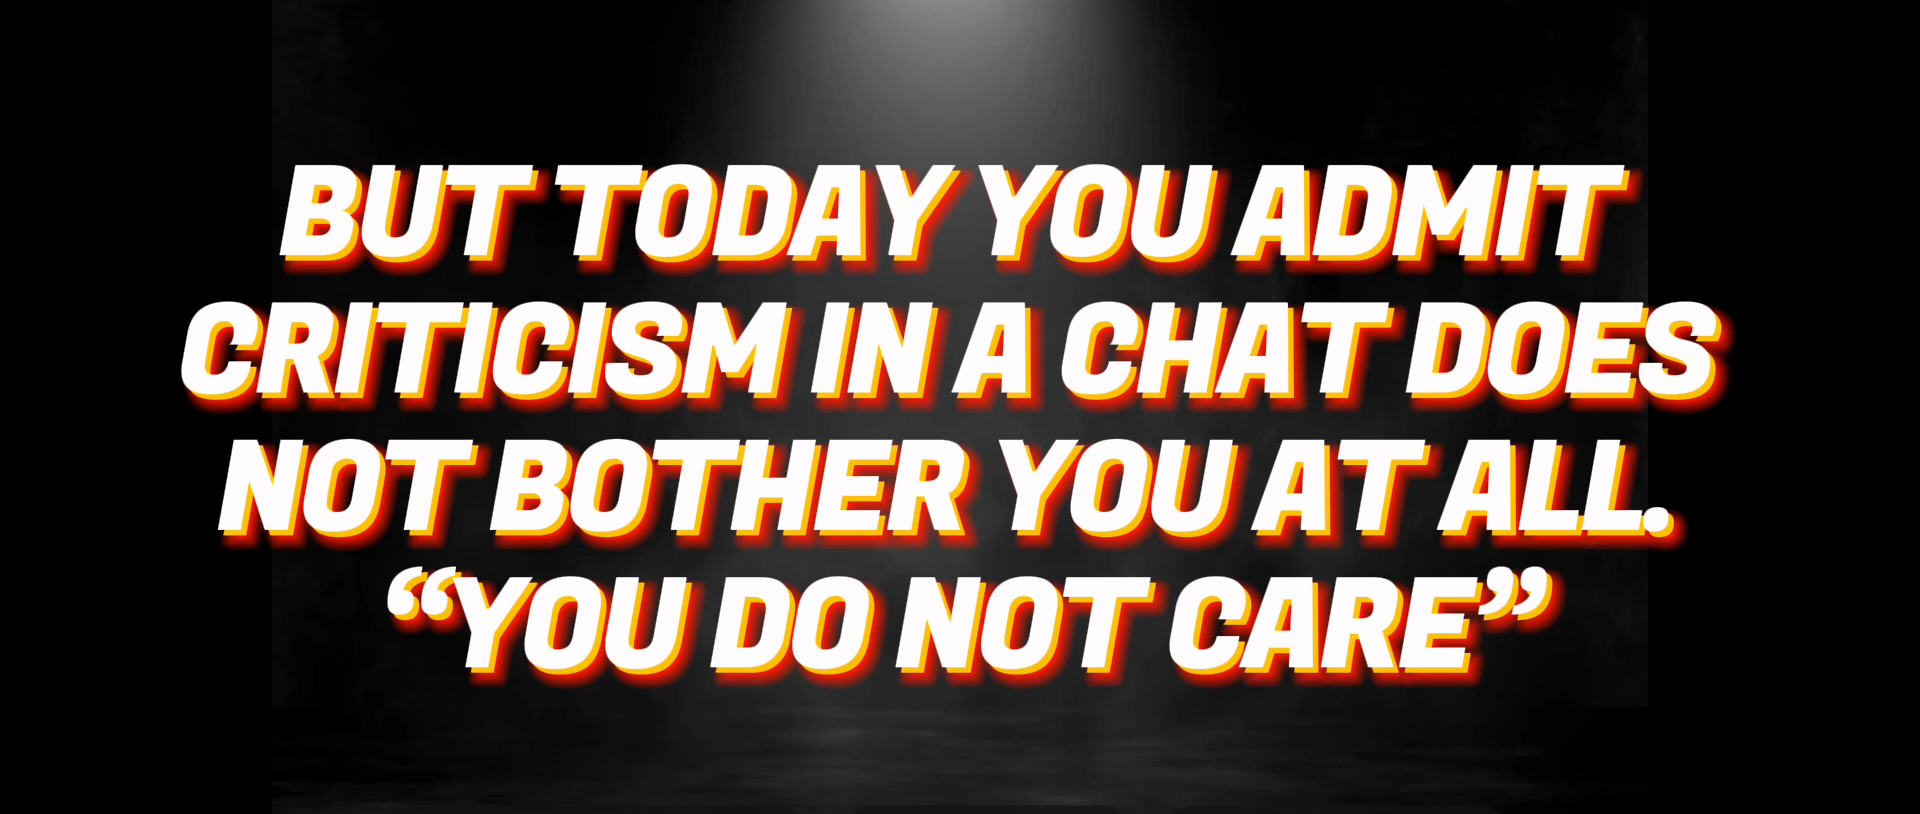 BUT TODAY YOU ADMIT
CRITICISM IN A CHAT DOES
NOT BOTHER YOU AT ALL.
“YOU DO NOT CARE”